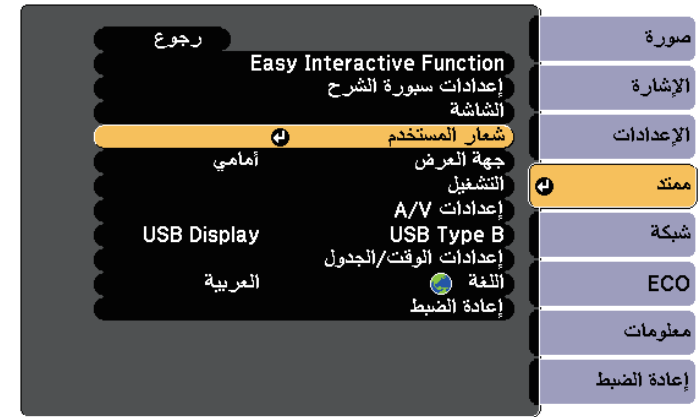 صورة
الإشارة
الإعدادات
ممتد
شبكة
ECO
معلومات
إعادة الضبط
رجوع
Easy Interactive Function
إعدادات سبورة الشرح
الشاشة
شعار المستخدم
جهة العرض أمامي
التشغيل
إعدادات A/V
USB Type B USB Display
إعدادات الوقت/الجدول
اللغة العربية
إعادة الضبط